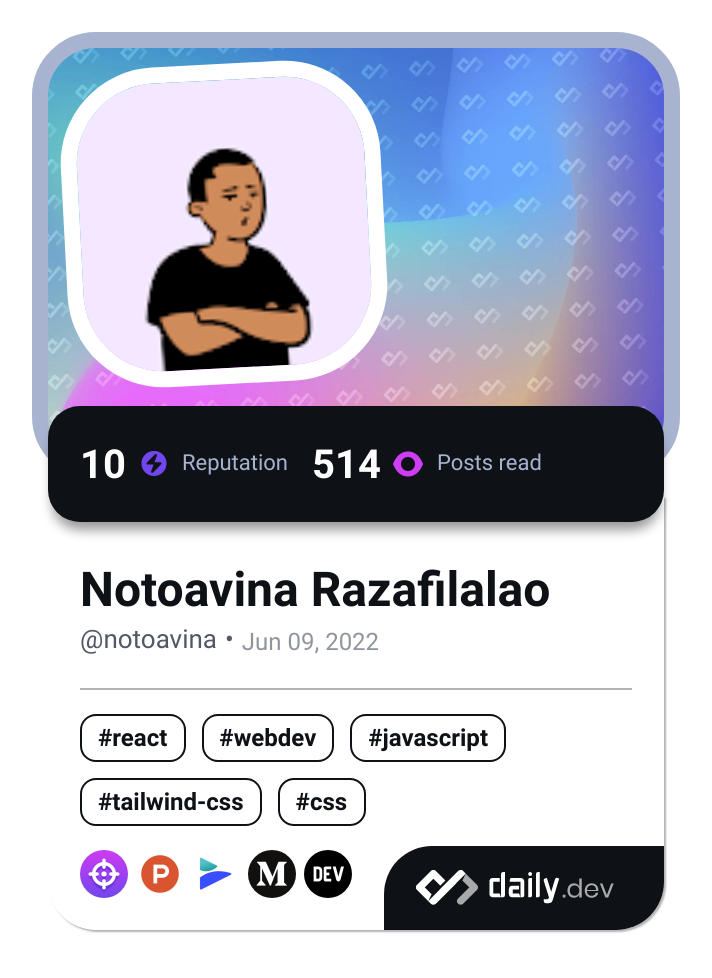 10 Reputation 514 Posts read
Notoavina Razafilalao
@notoavina • Jun 09, 2022
#react #webdev #javascript
#tailwind-css #css
P M DEV daily.dev